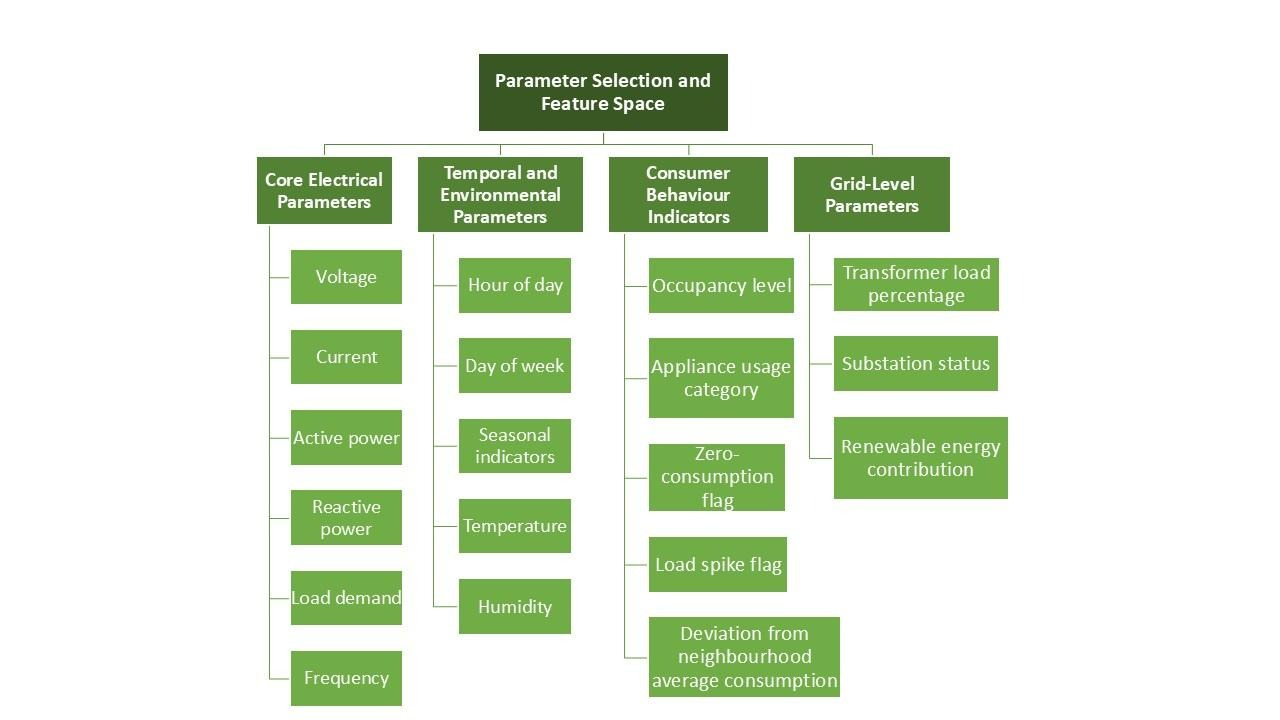 Parameter Selection and
Feature Space
Core Electrical
Parameters
Voltage
Current
Active power
Reactive
power
Load demand
Frequency
Temporal and
Environmental
Parameters
Hour of day
Day of week
Seasonal
indicators
Temperature
Humidity
Consumer
Behaviour
Indicators
Occupancy level
Appliance usage
category
Zero-
consumption
flag
Load spike flag
Deviation from
neighbourhood
average consumption
Grid-Level
Parameters
Transformer load
percentage
Substation status
Renewable energy
contribution